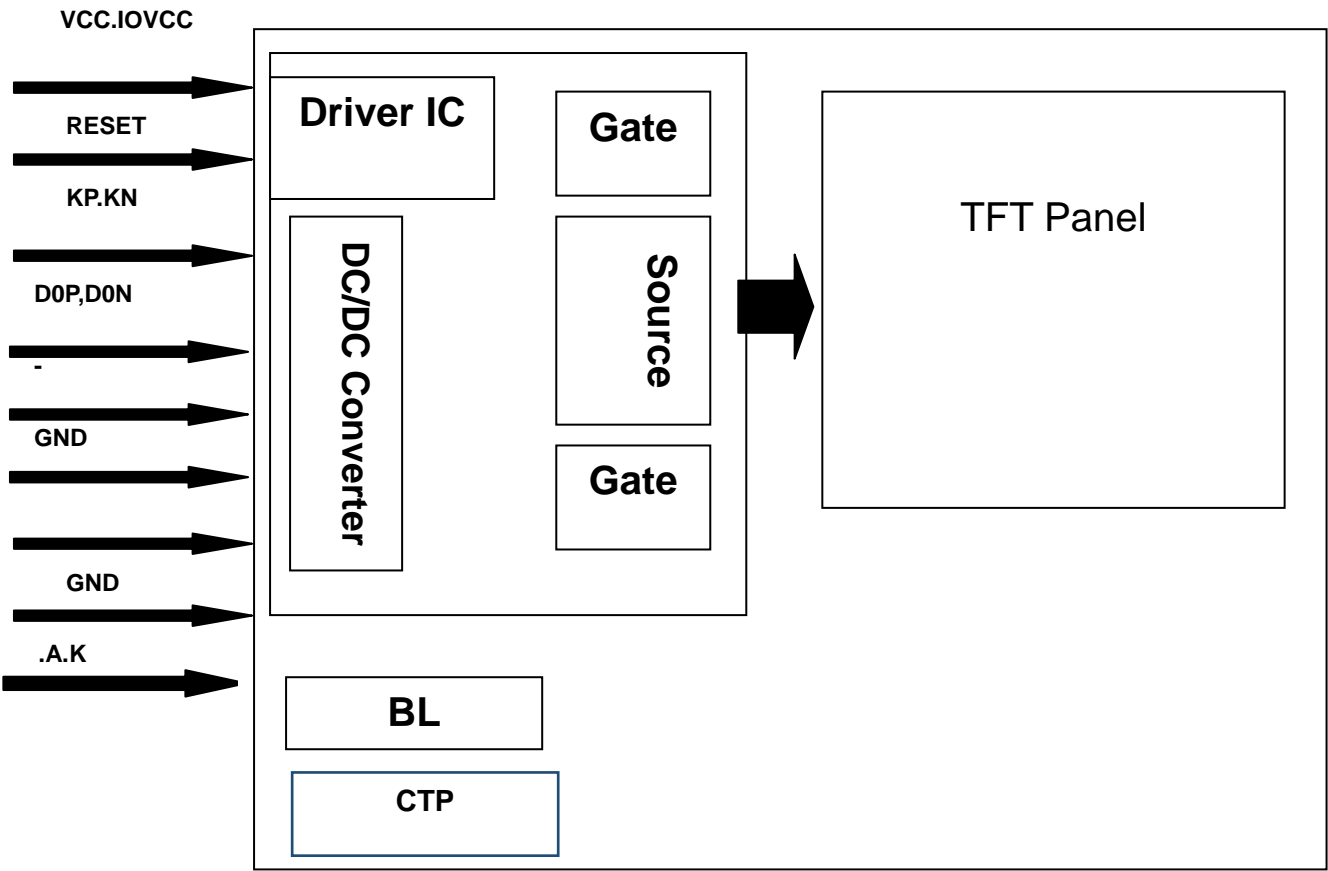 VCC.IOVCC
RESET
KP.KN
D0P,D0N
-
GND
GND
.A.K
Driver IC
DC/DC Converter
Gate
Source
Gate
TFT Panel
BL
CTP